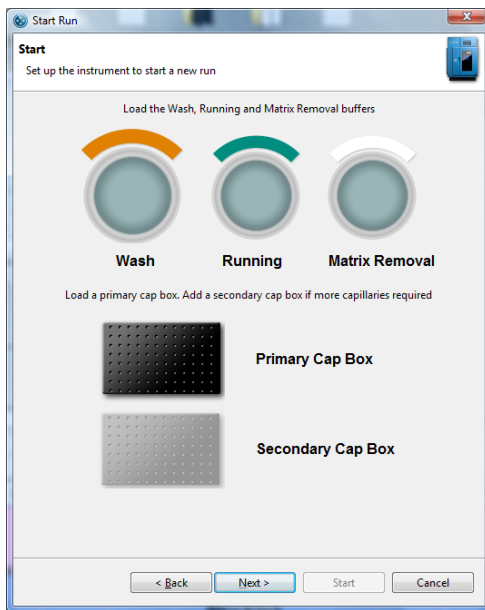 Start Run
Start
Set up the instrument to start a new run
Load the Wash, Running and Matrix Removal buffers
Wash Running Matrix Removal
Load a primary cap box. Add a secondary cap box if more capillaries required
Primary Cap Box
Secondary Cap Box
< Back Next > Start Cancel